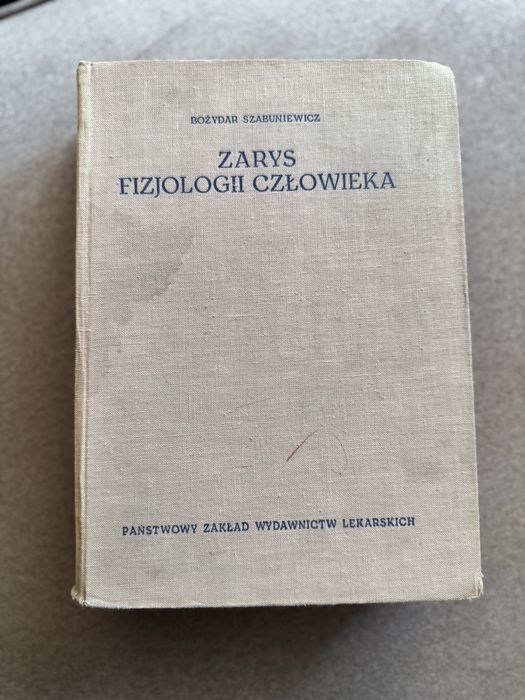 BOŻYDAR SZABUNIEWICZ
ZARYS
FIZJOLOGII CZŁOWIEKA
PAŃSTWOWY ZAKŁAD WYDAWNICTW LEKARSKICH